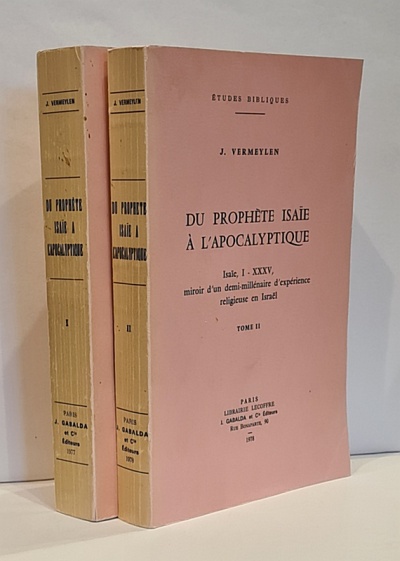 J. VERMEYLEN
DU PROPHÈTE
ISAÏE A
L'APOCALYPTIQUE
I
PARIS
J. GABALDA
et Cie
Éditeurs
1977
J. VERMEYLEN
DU PROPHÈTE
ISAÏE A
L'APOCALYPTIQUE
II
PARIS
J. GABALDA
et Cie
Éditeurs
ÉTUDES BIBLIQUES
J. VERMEYLEN
DU PROPHÈTE ISAÏE
À L'APOCALYPTIQUE
Isaïe, I - XXXV,
miroir d'un demi-millénaire d'expérience
religieuse en Israël
TOME II
PARIS
LIBRAIRIE LECOFFRE
J. GABALDA et Cie Éditeurs
RUE BONAPARTE, 90
1978